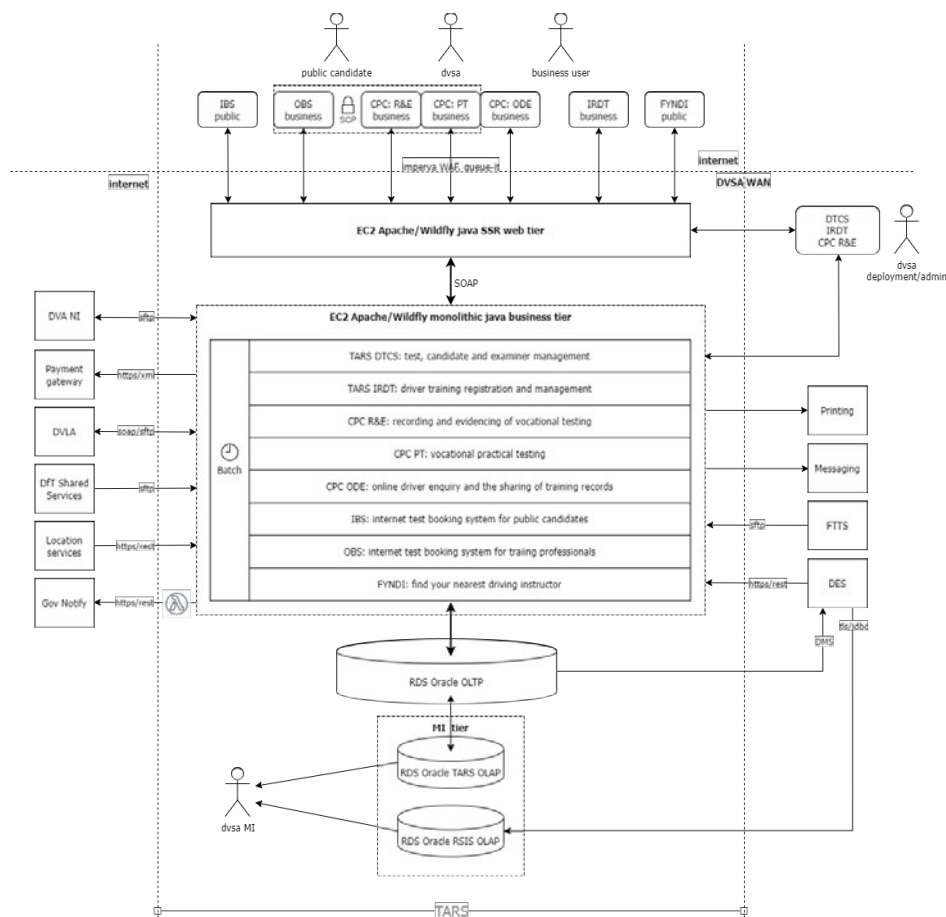 public candidate
dvsa
business user
IBS
public
OBS
business
SCP
CPC: R&E
business
CPC: PT
business
CPC: ODE
business
IRDT
business
FYNDI
public
imperva WAF, queue-it
internet
internet
DVSA WAN
EC2 Apache/Wildfly java SSR web tier
DTCS
IRDT
CPC R&E
dvsa
deployment/admin
SOAP
DVA NI
sftp
EC2 Apache/Wildfly monolithic java business tier
Payment
gateway
https/xml
DVLA
soap/sftp
DfT Shared
Services
sftp
Location
services
https/rest
Gov Notify
https/rest
Batch
TARS DTCS: test, candidate and examiner management
TARS IRDT: driver training registration and management
CPC R&E: recording and evidencing of vocational testing
CPC PT: vocational practical testing
CPC ODE: online driver enquiry and the sharing of training records
IBS: internet test booking system for public candidates
OBS: internet test booking system for traiing professionals
FYNDI: find your nearest driving instructor
Printing
Messaging
sftp
FTTS
https/rest
DES
tls/jdbc
DMS
RDS Oracle OLTP
MI tier
RDS Oracle TARS OLAP
RDS Oracle RSIS OLAP
dvsa MI
TARS